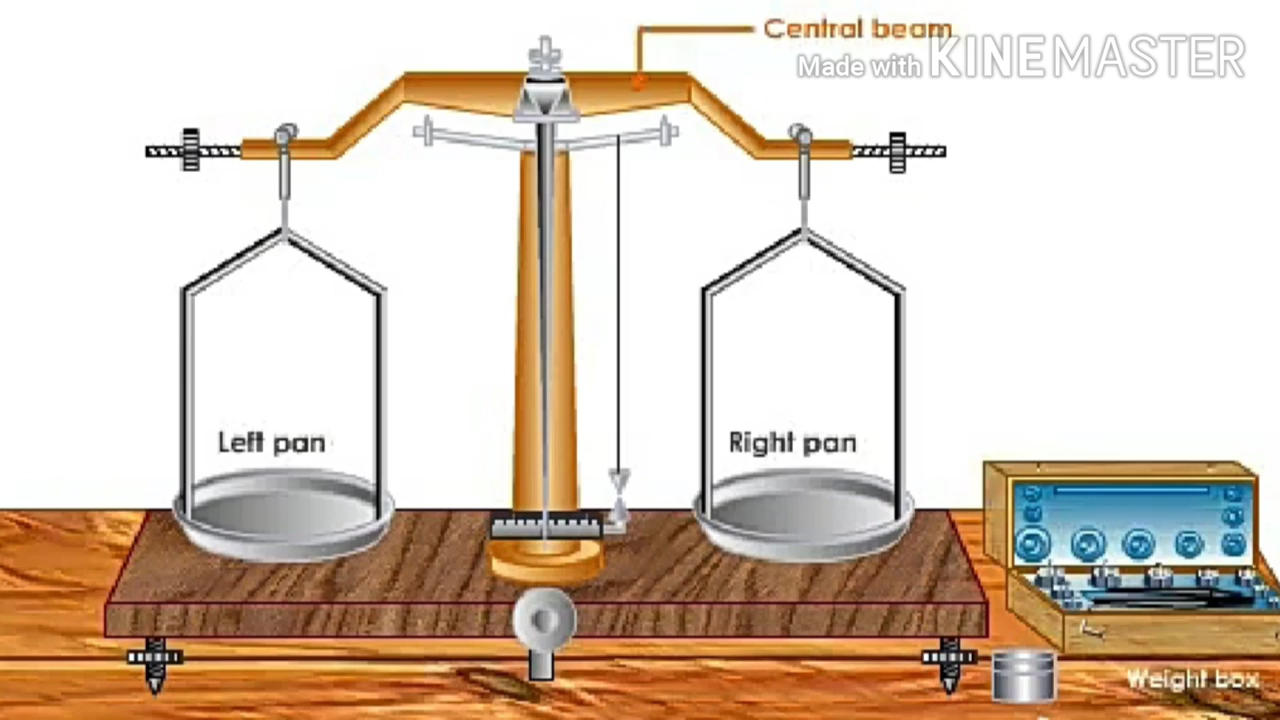 Central beam
Made with KINEMASTER
Left pan
Right pan
Weight box